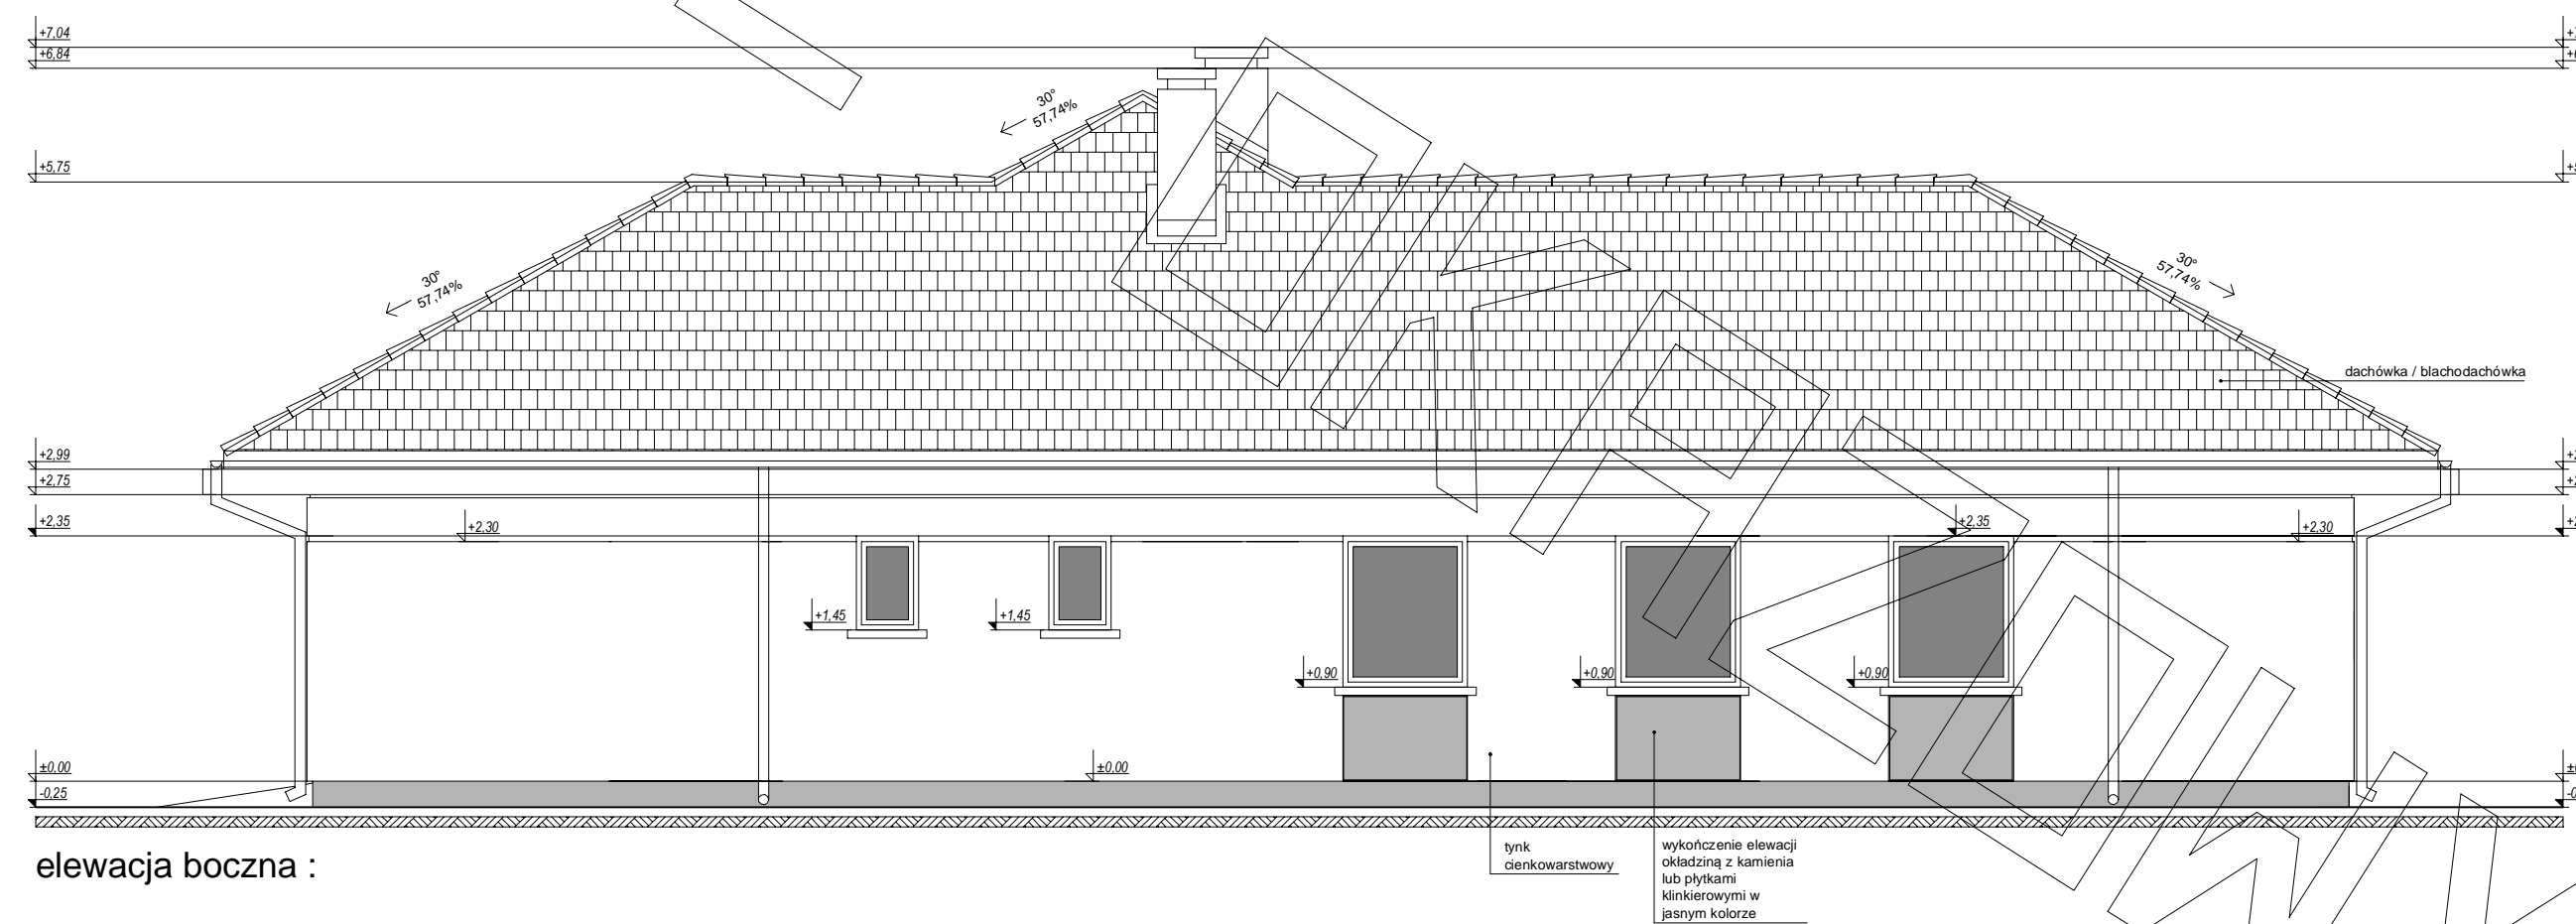 +7,04
+6,84
30°
57,74%
+5,75
30°
57,74%
30°
57,74%
dachówka / blachodachówka
+2,99
+2,75
+2,35
+2,30
+2,35
+2,30
+1,45
+1,45
+0,90
+0,90
+0,90
±0,00
±0,00
-0,25
elewacja boczna :
tynk
cienkowarstwowy
wykończenie elewacji
okładziną z kamienia
lub płytkami
klinkierowymi w
jasnym kolorze